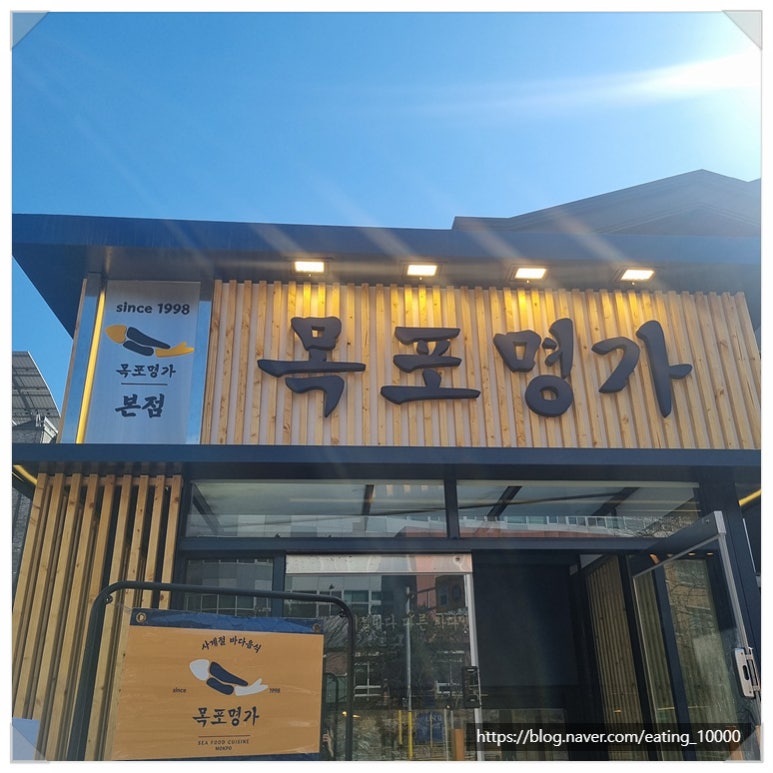 since 1998
목포명가
본점
목포명가
사계절 바다음식
since 1998
목포명가
SEA FOOD CUISINE
MOKPO
https://blog.naver.com/eating_10000